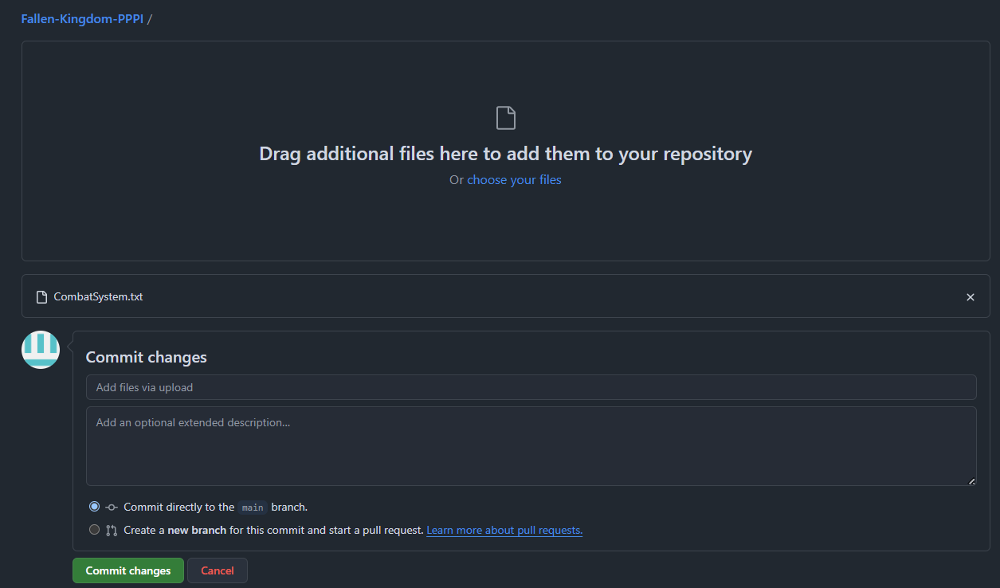 Fallen-Kingdom-PPPI /
Drag additional files here to add them to your repository
Or choose your files
CombatSystem.txt
Commit changes
Add files via upload
Add an optional extended description...
Commit directly to the main branch.
Create a new branch for this commit and start a pull request. Learn more about pull requests.
Commit changes Cancel